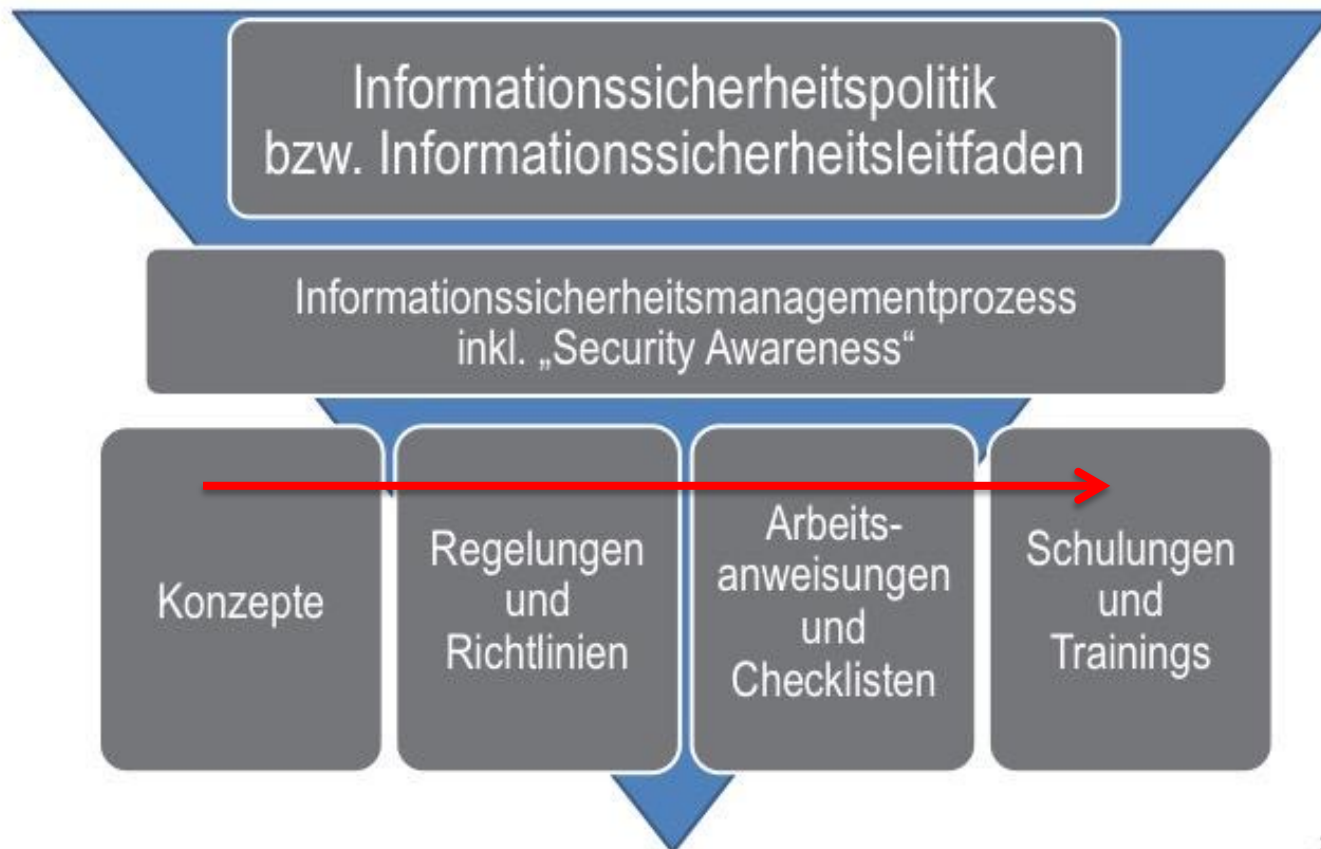 Informationssicherheitspolitik
bzw. Informationssicherheitsleitfaden
Informationssicherheitsmanagementprozess
inkl. „Security Awareness“
Konzepte
Regelungen
und
Richtlinien
Arbeits-
anweisungen
und
Checklisten
Schulungen
und
Trainings